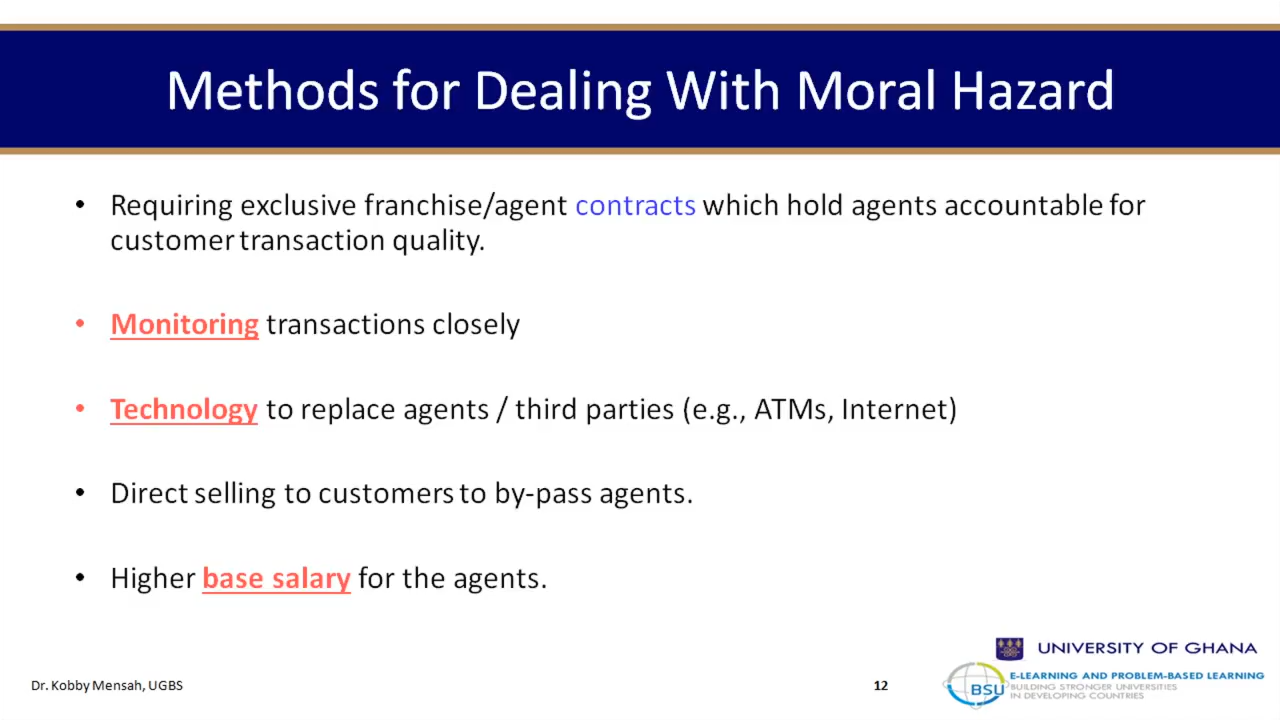 Methods for Dealing With Moral Hazard
• Requiring exclusive franchise/agent contracts which hold agents accountable for
customer transaction quality.
• Monitoring transactions closely
• Technology to replace agents / third parties (e.g., ATMs, Internet)
• Direct selling to customers to by-pass agents.
• Higher base salary for the agents.
UNIVERSITY OF GHANA
Dr. Kobby Mensah, UGBS
12
BSU
E-LEARNING AND PROBLEM-BASED LEARNING
BUILDING STRONGER UNIVERSITIES
IN DEVELOPING COUNTRIES